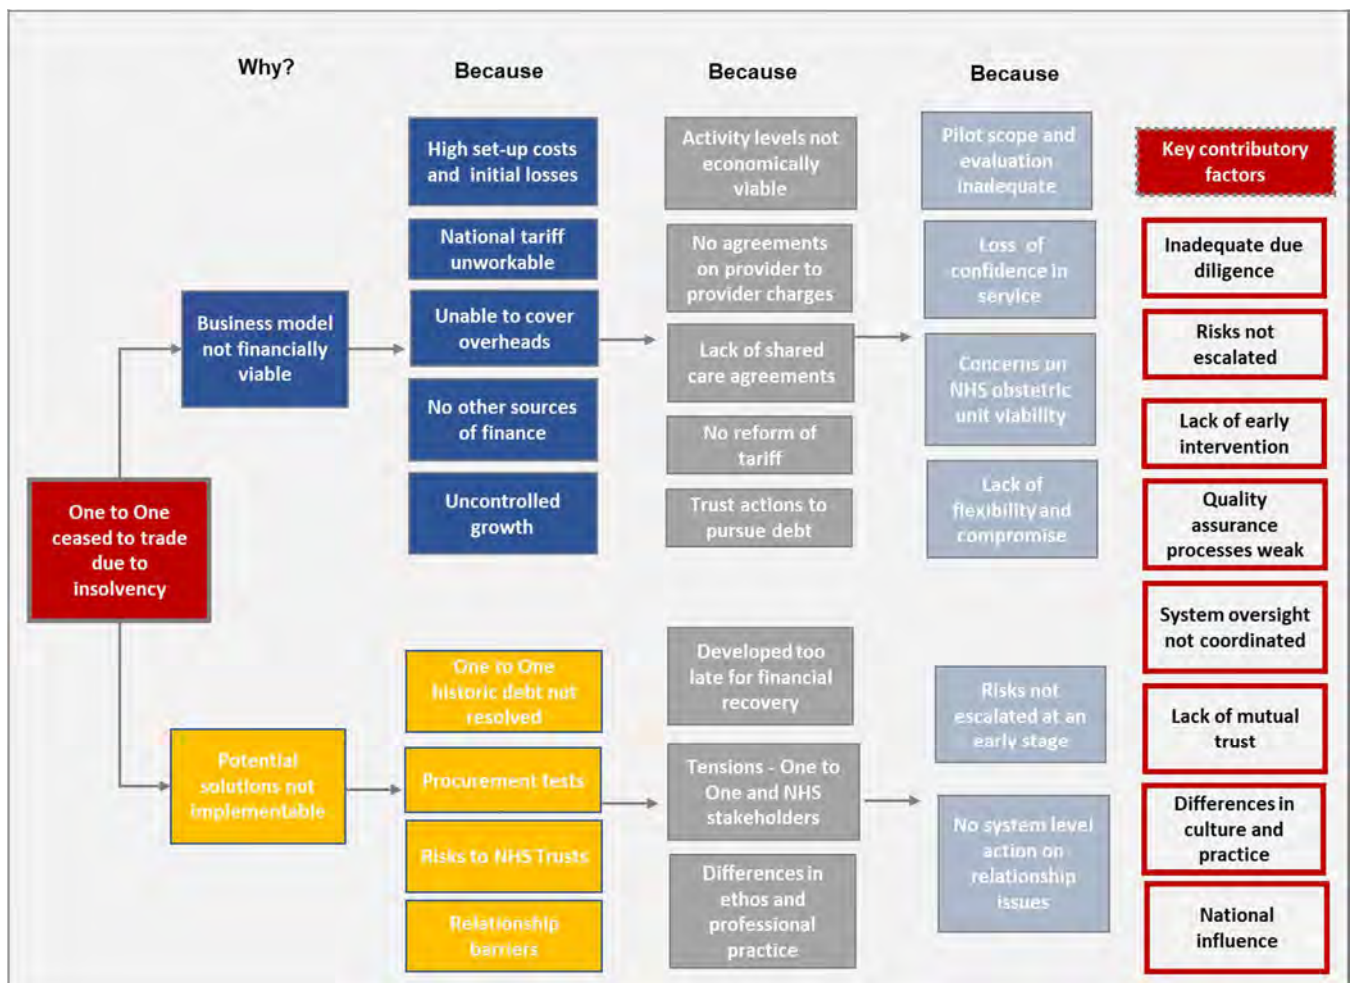 Why?
Because
Because
Because
One to One
ceased to trade
due to
insolvency
Business model
not financially
viable
High set-up costs
and initial losses
National tariff
unworkable
Unable to cover
overheads
No other sources
of finance
Uncontrolled
growth
Activity levels not
economically
viable
No agreements
on provider to
provider charges
Lack of shared
care agreements
No reform of
tariff
Trust actions to
pursue debt
Pilot scope and
evaluation
inadequate
Loss of
confidence in
service
Concerns on
NHS obstetric
unit viability
Lack of
flexibility and
compromise
Potential
solutions not
implementable
One to One
historic debt not
resolved
Procurement tests
Risks to NHS Trusts
Relationship
barriers
Developed too
late for financial
recovery
Tensions - One to
One and NHS
stakeholders
Differences in
ethos and
professional
practice
Risks not
escalated at an
early stage
No system level
action on
relationship
issues
Key contributory
factors
Inadequate due
diligence
Risks not
escalated
Lack of early
intervention
Quality
assurance
processes weak
System oversight
not coordinated
Lack of mutual
trust
Differences in
culture and
practice
National
influence